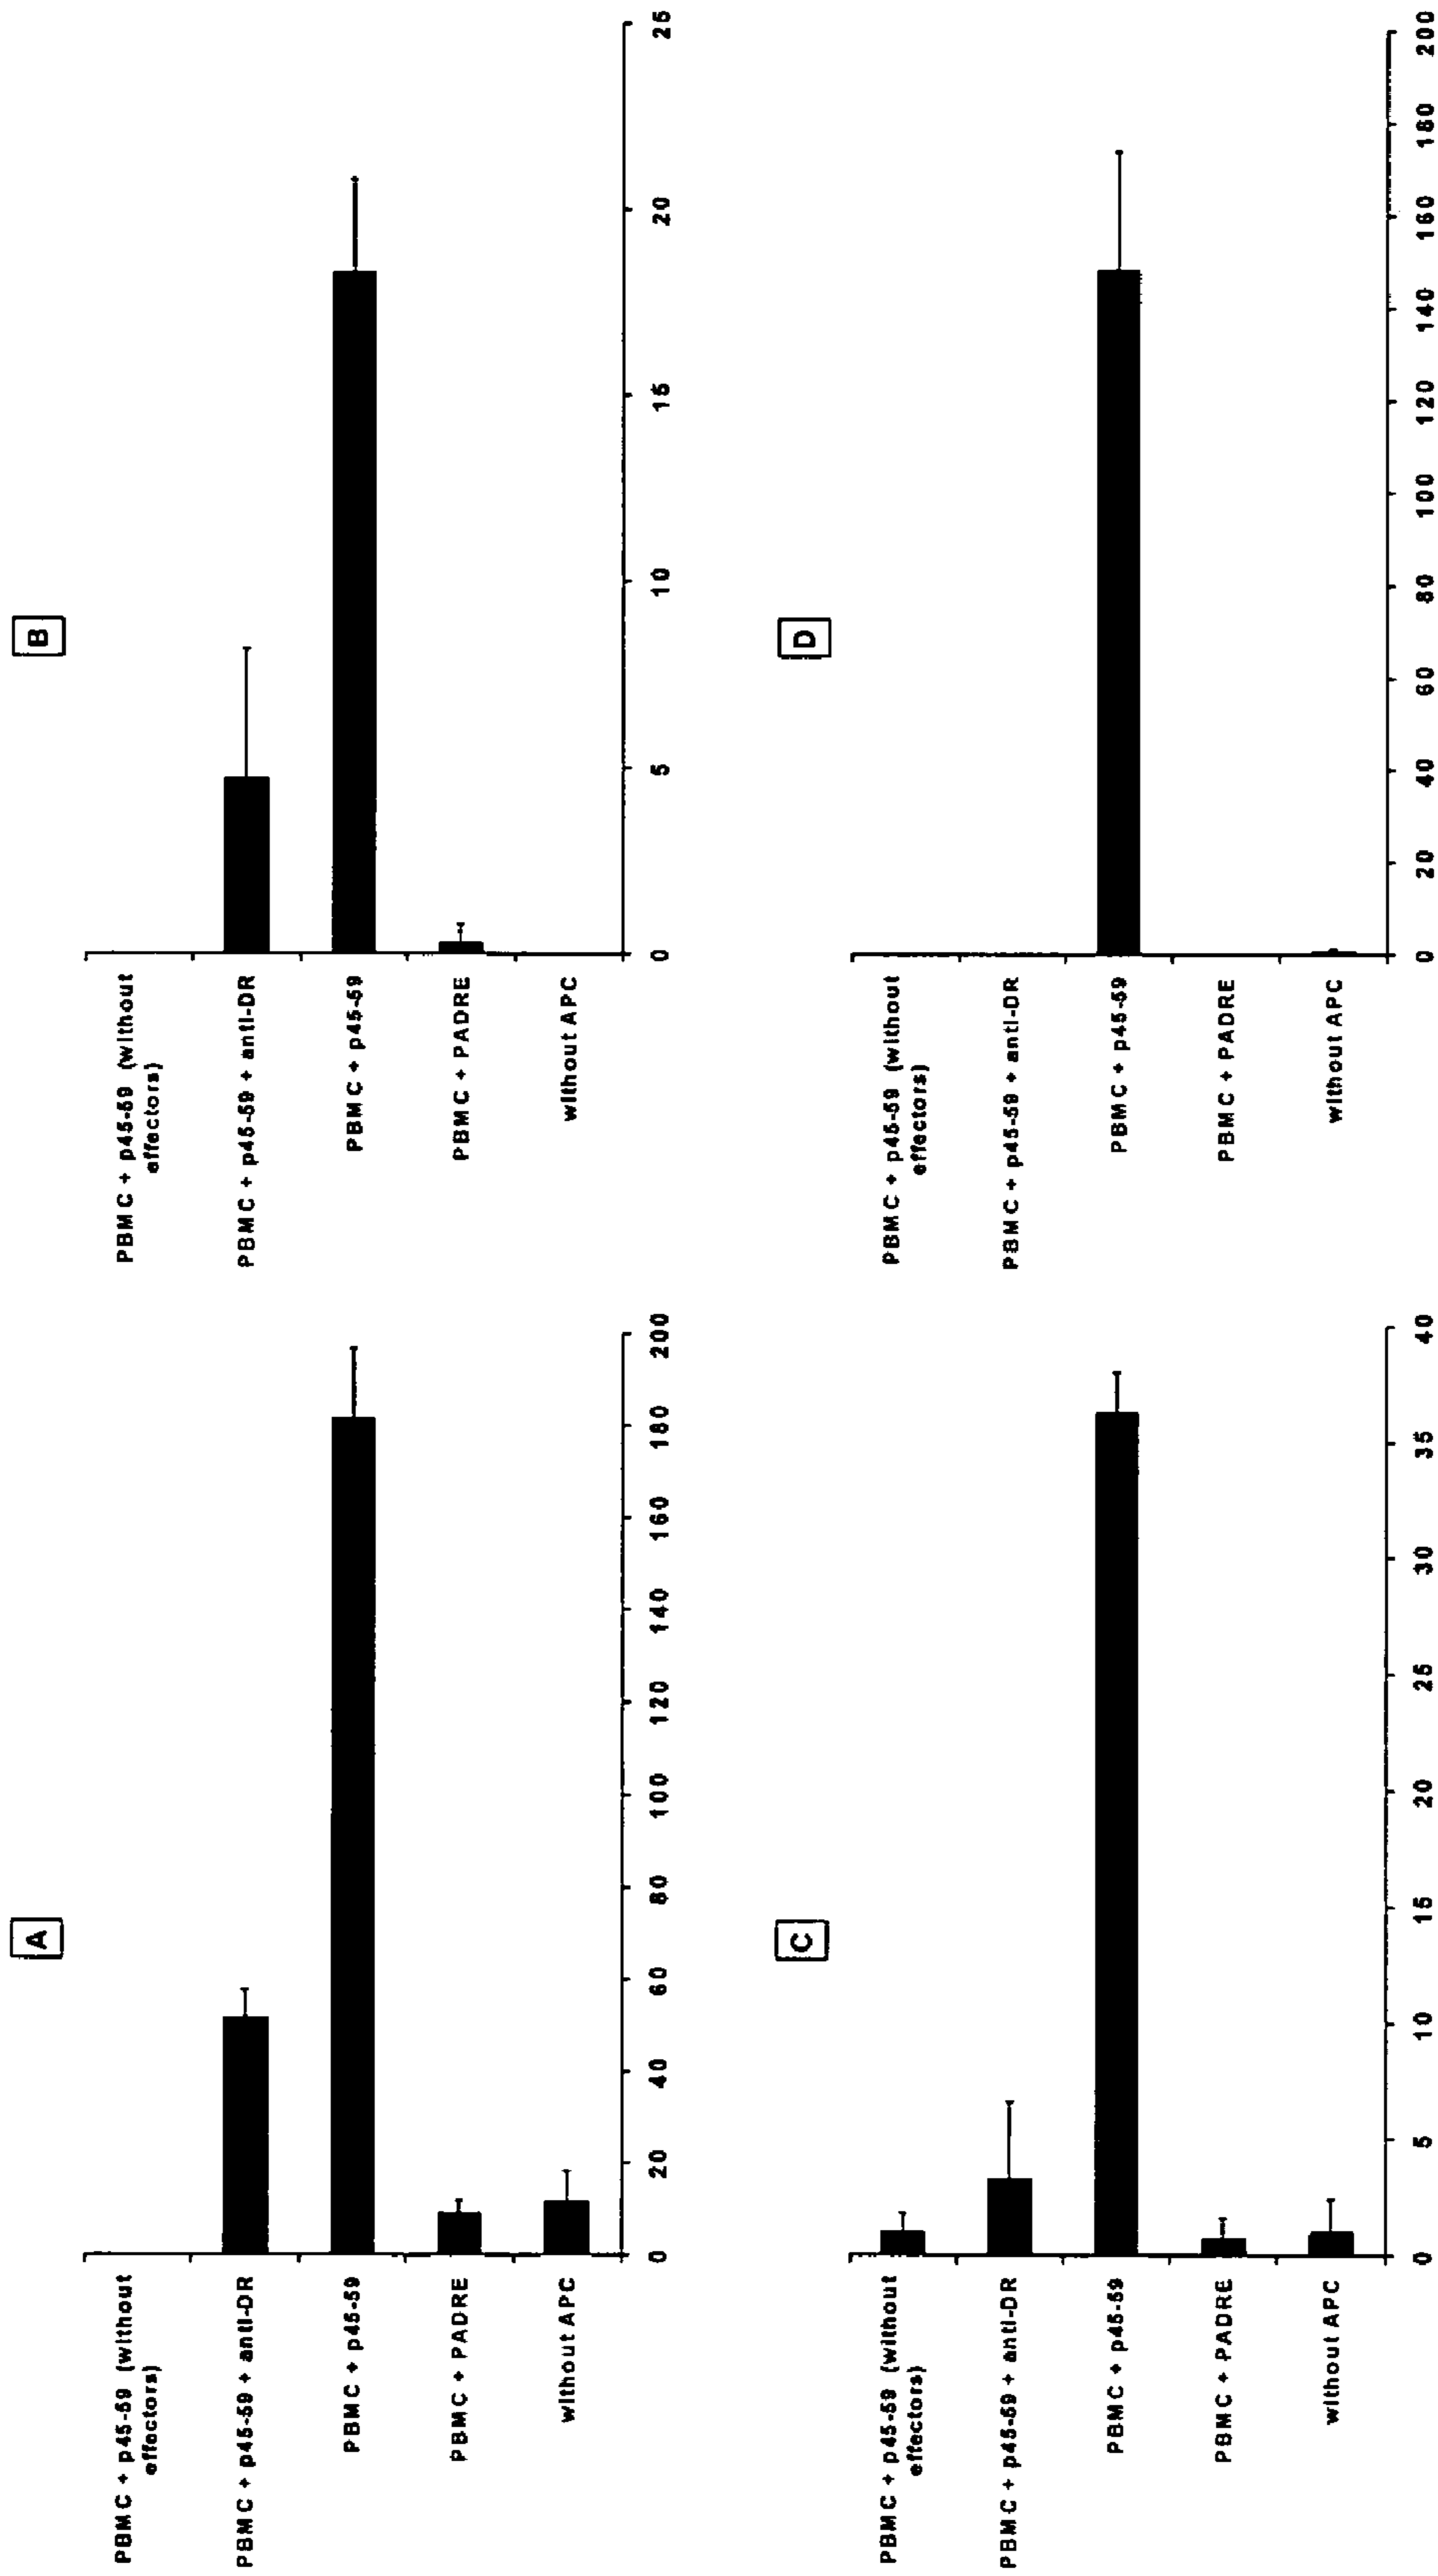 A
PBMC + p45-59 (without
effectors)
PBMC + p45-59 + anti-DR
PBMC + p45-59
PBMC + PADRE
without APC
0 20 40 60 80 100 120 140 160 180 200
B
PBMC + p45-59 (without
effectors)
PBMC + p45-59 + anti-DR
PBMC + p45-59
PBMC + PADRE
without APC
0 5 10 15 20 25
C
PBMC + p45-59 (without
effectors)
PBMC + p45-59 + anti-DR
PBMC + p45-59
PBMC + PADRE
without APC
0 5 10 15 20 25 30 35 40
D
PBMC + p45-59 (without
effectors)
PBMC + p45-59 + anti-DR
PBMC + p45-59
PBMC + PADRE
without APC
0 20 40 60 80 100 120 140 160 180 200